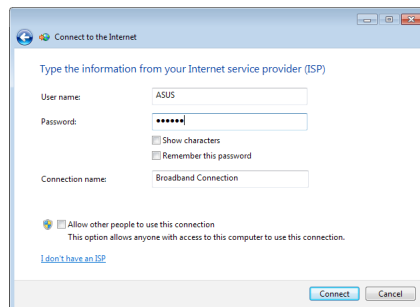 Connect to the Internet
Type the information from your Internet service provider (ISP)
User name: ASUS
Password: ••••••
Show characters
Remember this password
Connection name: Broadband Connection
Allow other people to use this connection
This option allows anyone with access to this computer to use this connection.
I don't have an ISP
Connect Cancel